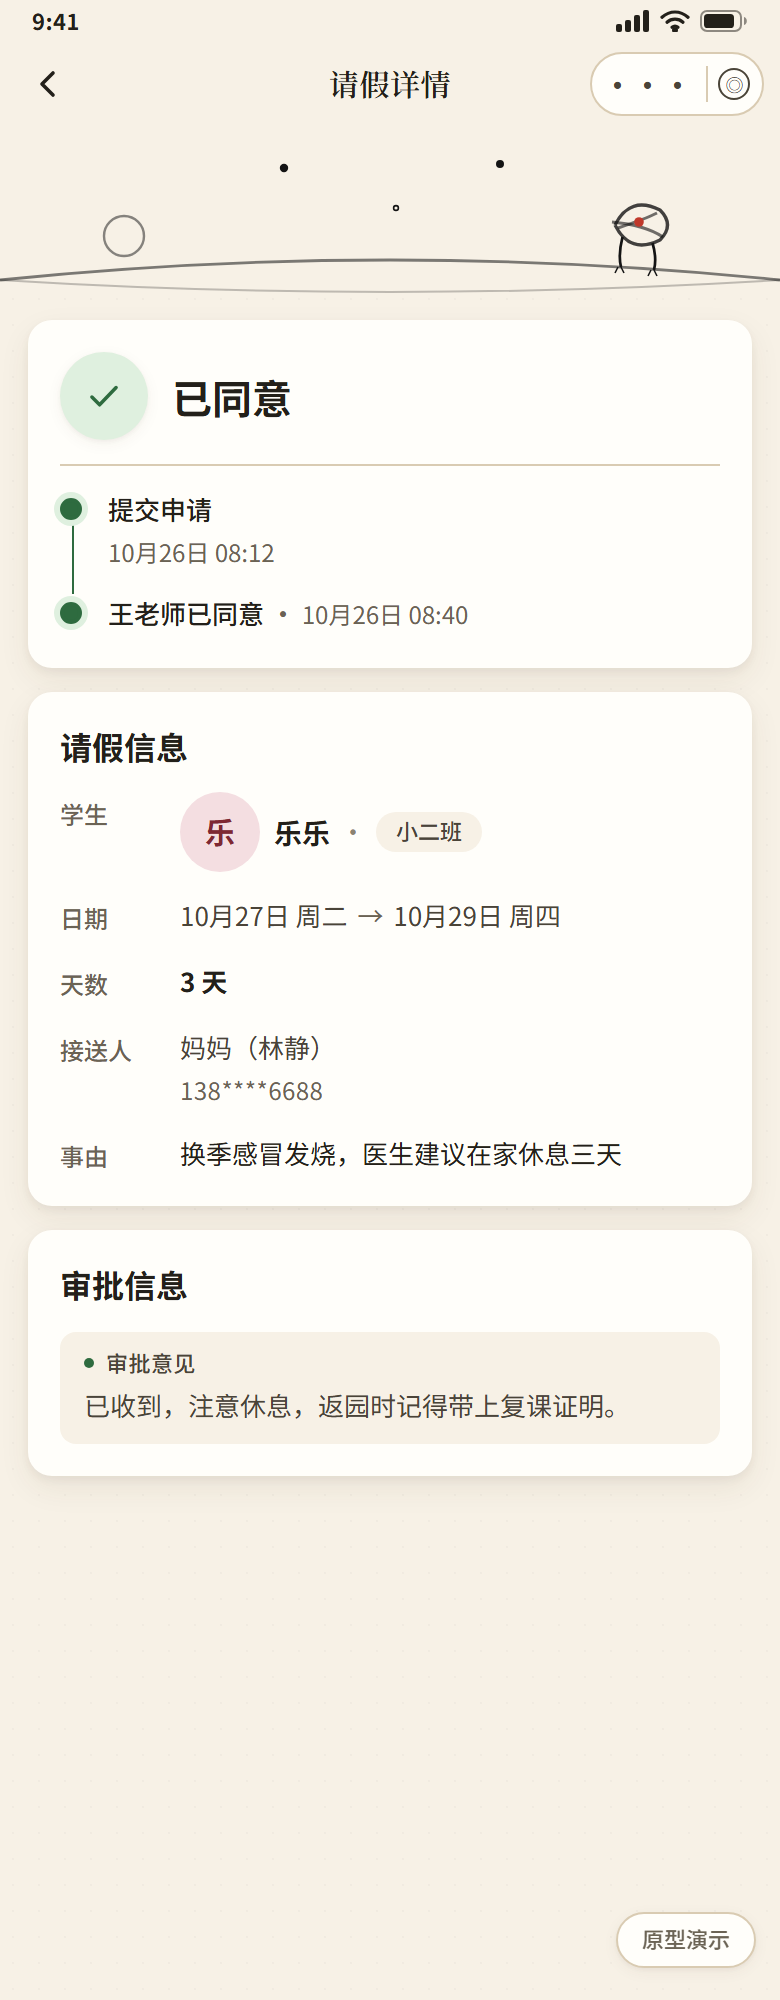 9:41
请假详情
已同意
提交申请
10月26日 08:12
王老师已同意 • 10月26日 08:40
请假信息
学生 乐 乐乐 • 小二班
日期 10月27日 周二 → 10月29日 周四
天数 3 天
接送人 妈妈（林静）
138****6688
事由 换季感冒发烧，医生建议在家休息三天
审批信息
审批意见
已收到，注意休息，返园时记得带上复课证明。
原型演示